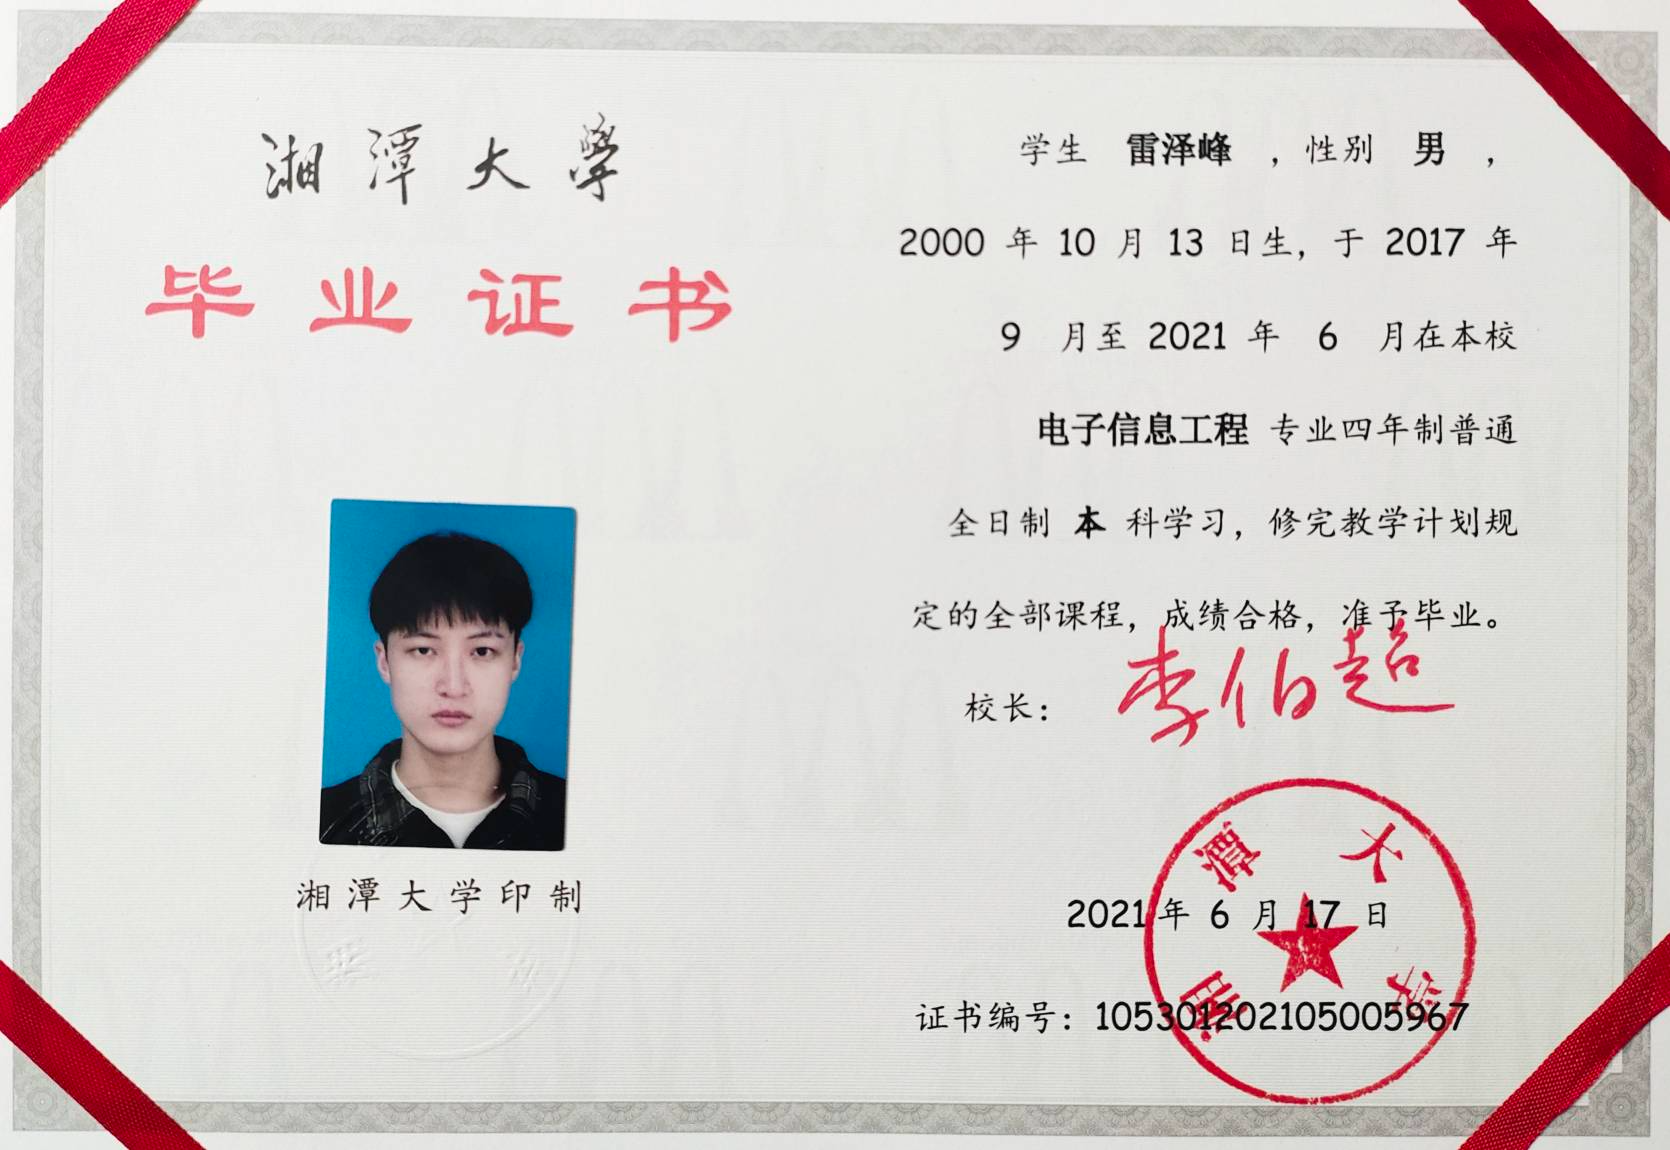 湘潭大學
毕业证书
湘潭大学印制
学生 雷泽峰 ，性别 男 ，
2000 年 10 月 13 日生，于 2017 年
9 月至 2021 年 6 月在本校
电子信息工程 专业四年制普通
全日制 本 科学习，修完教学计划规
定的全部课程，成绩合格，准予毕业。
校长： 李伯超
湘潭大学
2021 年 6 月 17 日
证书编号：105301202105005967